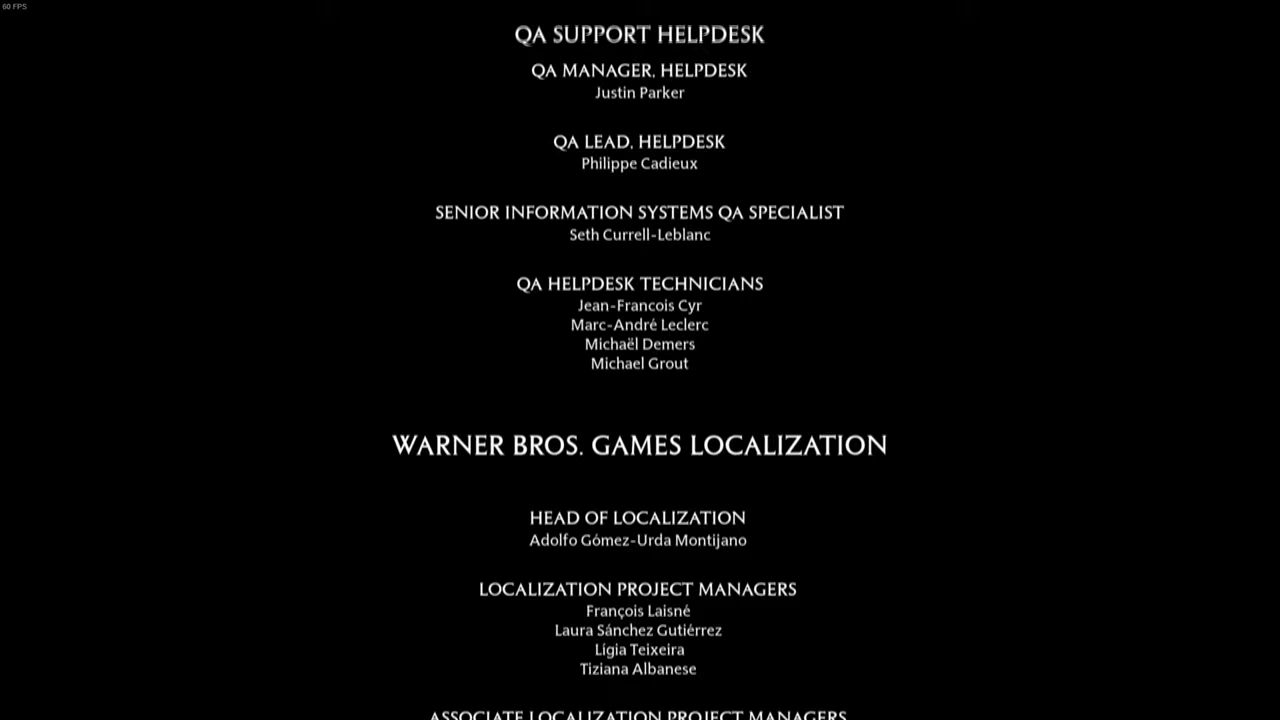 60 FPS
QA SUPPORT HELPDESK
QA MANAGER, HELPDESK
Justin Parker
QA LEAD, HELPDESK
Philippe Cadieux
SENIOR INFORMATION SYSTEMS QA SPECIALIST
Seth Currell-Leblanc
QA HELPDESK TECHNICIANS
Jean-Francois Cyr
Marc-André Leclerc
Michaël Demers
Michael Grout
WARNER BROS. GAMES LOCALIZATION
HEAD OF LOCALIZATION
Adolfo Gómez-Urda Montijano
LOCALIZATION PROJECT MANAGERS
François Laisné
Laura Sánchez Gutiérrez
Lígia Teixeira
Tiziana Albanese
ASSOCIATE LOCALIZATION PROJECT MANAGERS